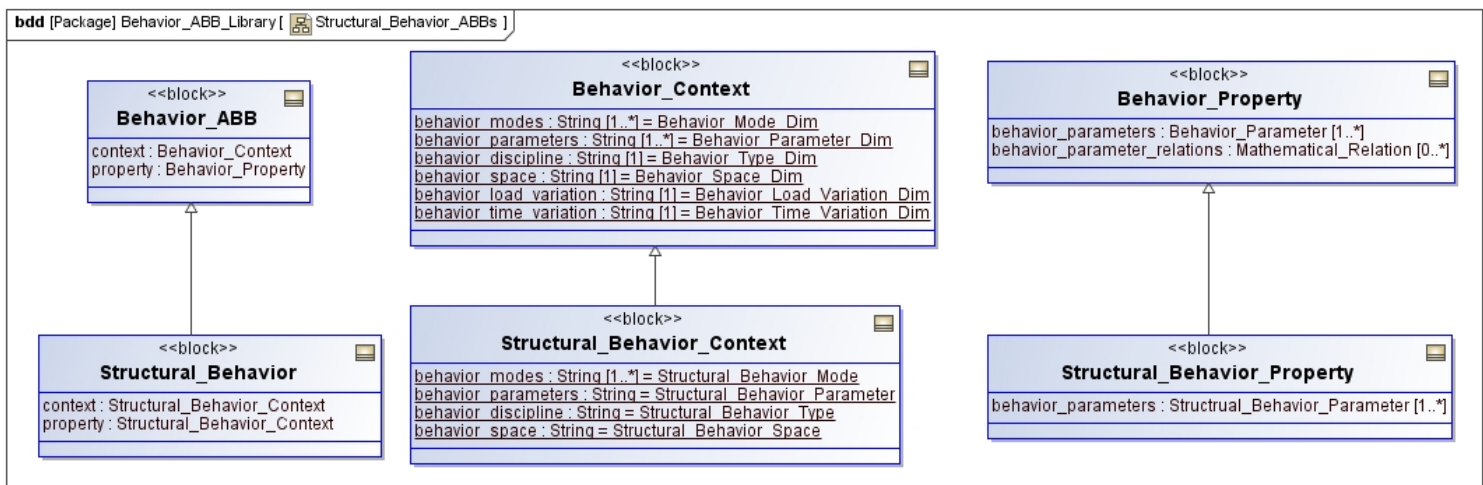 bdd [Package] Behavior_ABB_Library [ Structural_Behavior_ABBs ]
<<block>>
Behavior_ABB
context : Behavior_Context
property : Behavior_Property
<<block>>
Behavior_Context
behavior_modes : String [1..*] = Behavior_Mode_Dim
behavior_parameters : String [1..*] = Behavior_Parameter_Dim
behavior_discipline : String [1] = Behavior_Type_Dim
behavior_space : String [1] = Behavior_Space_Dim
behavior_load_variation : String [1] = Behavior_Load_Variation_Dim
behavior_time_variation : String [1] = Behavior_Time_Variation_Dim
<<block>>
Behavior_Property
behavior_parameters : Behavior_Parameter [1..*]
behavior_parameter_relations : Mathematical_Relation [0..*]
<<block>>
Structural_Behavior
context : Structural_Behavior_Context
property : Structural_Behavior_Context
<<block>>
Structural_Behavior_Context
behavior_modes : String [1..*] = Structural_Behavior_Mode
behavior_parameters : String = Structural_Behavior_Parameter
behavior_discipline : String = Structural_Behavior_Type
behavior_space : String = Structural_Behavior_Space
<<block>>
Structural_Behavior_Property
behavior_parameters : Structrual_Behavior_Parameter [1..*]